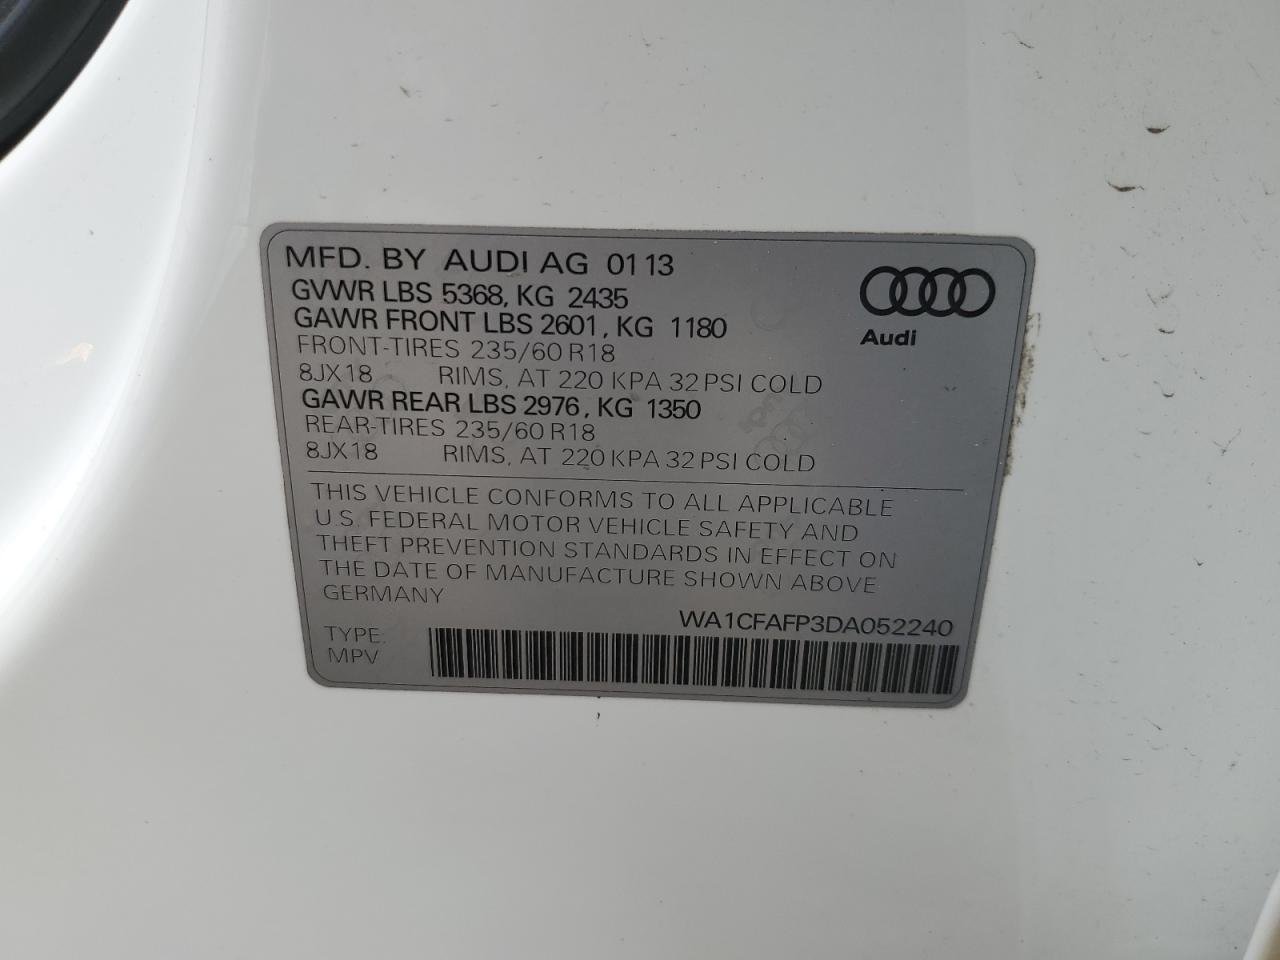 MFD. BY AUDI AG 01 13
GVWR LBS 5368, KG 2435
GAWR FRONT LBS 2601, KG 1180
FRONT-TIRES 235/60 R18
8JX18 RIMS, AT 220 KPA 32 PSI COLD
GAWR REAR LBS 2976, KG 1350
REAR-TIRES 235/60 R18
8JX18 RIMS, AT 220 KPA 32 PSI COLD
Audi
THIS VEHICLE CONFORMS TO ALL APPLICABLE
U.S. FEDERAL MOTOR VEHICLE SAFETY AND
THEFT PREVENTION STANDARDS IN EFFECT ON
THE DATE OF MANUFACTURE SHOWN ABOVE
GERMANY
WA1CFAFP3DA052240
TYPE:
MPV